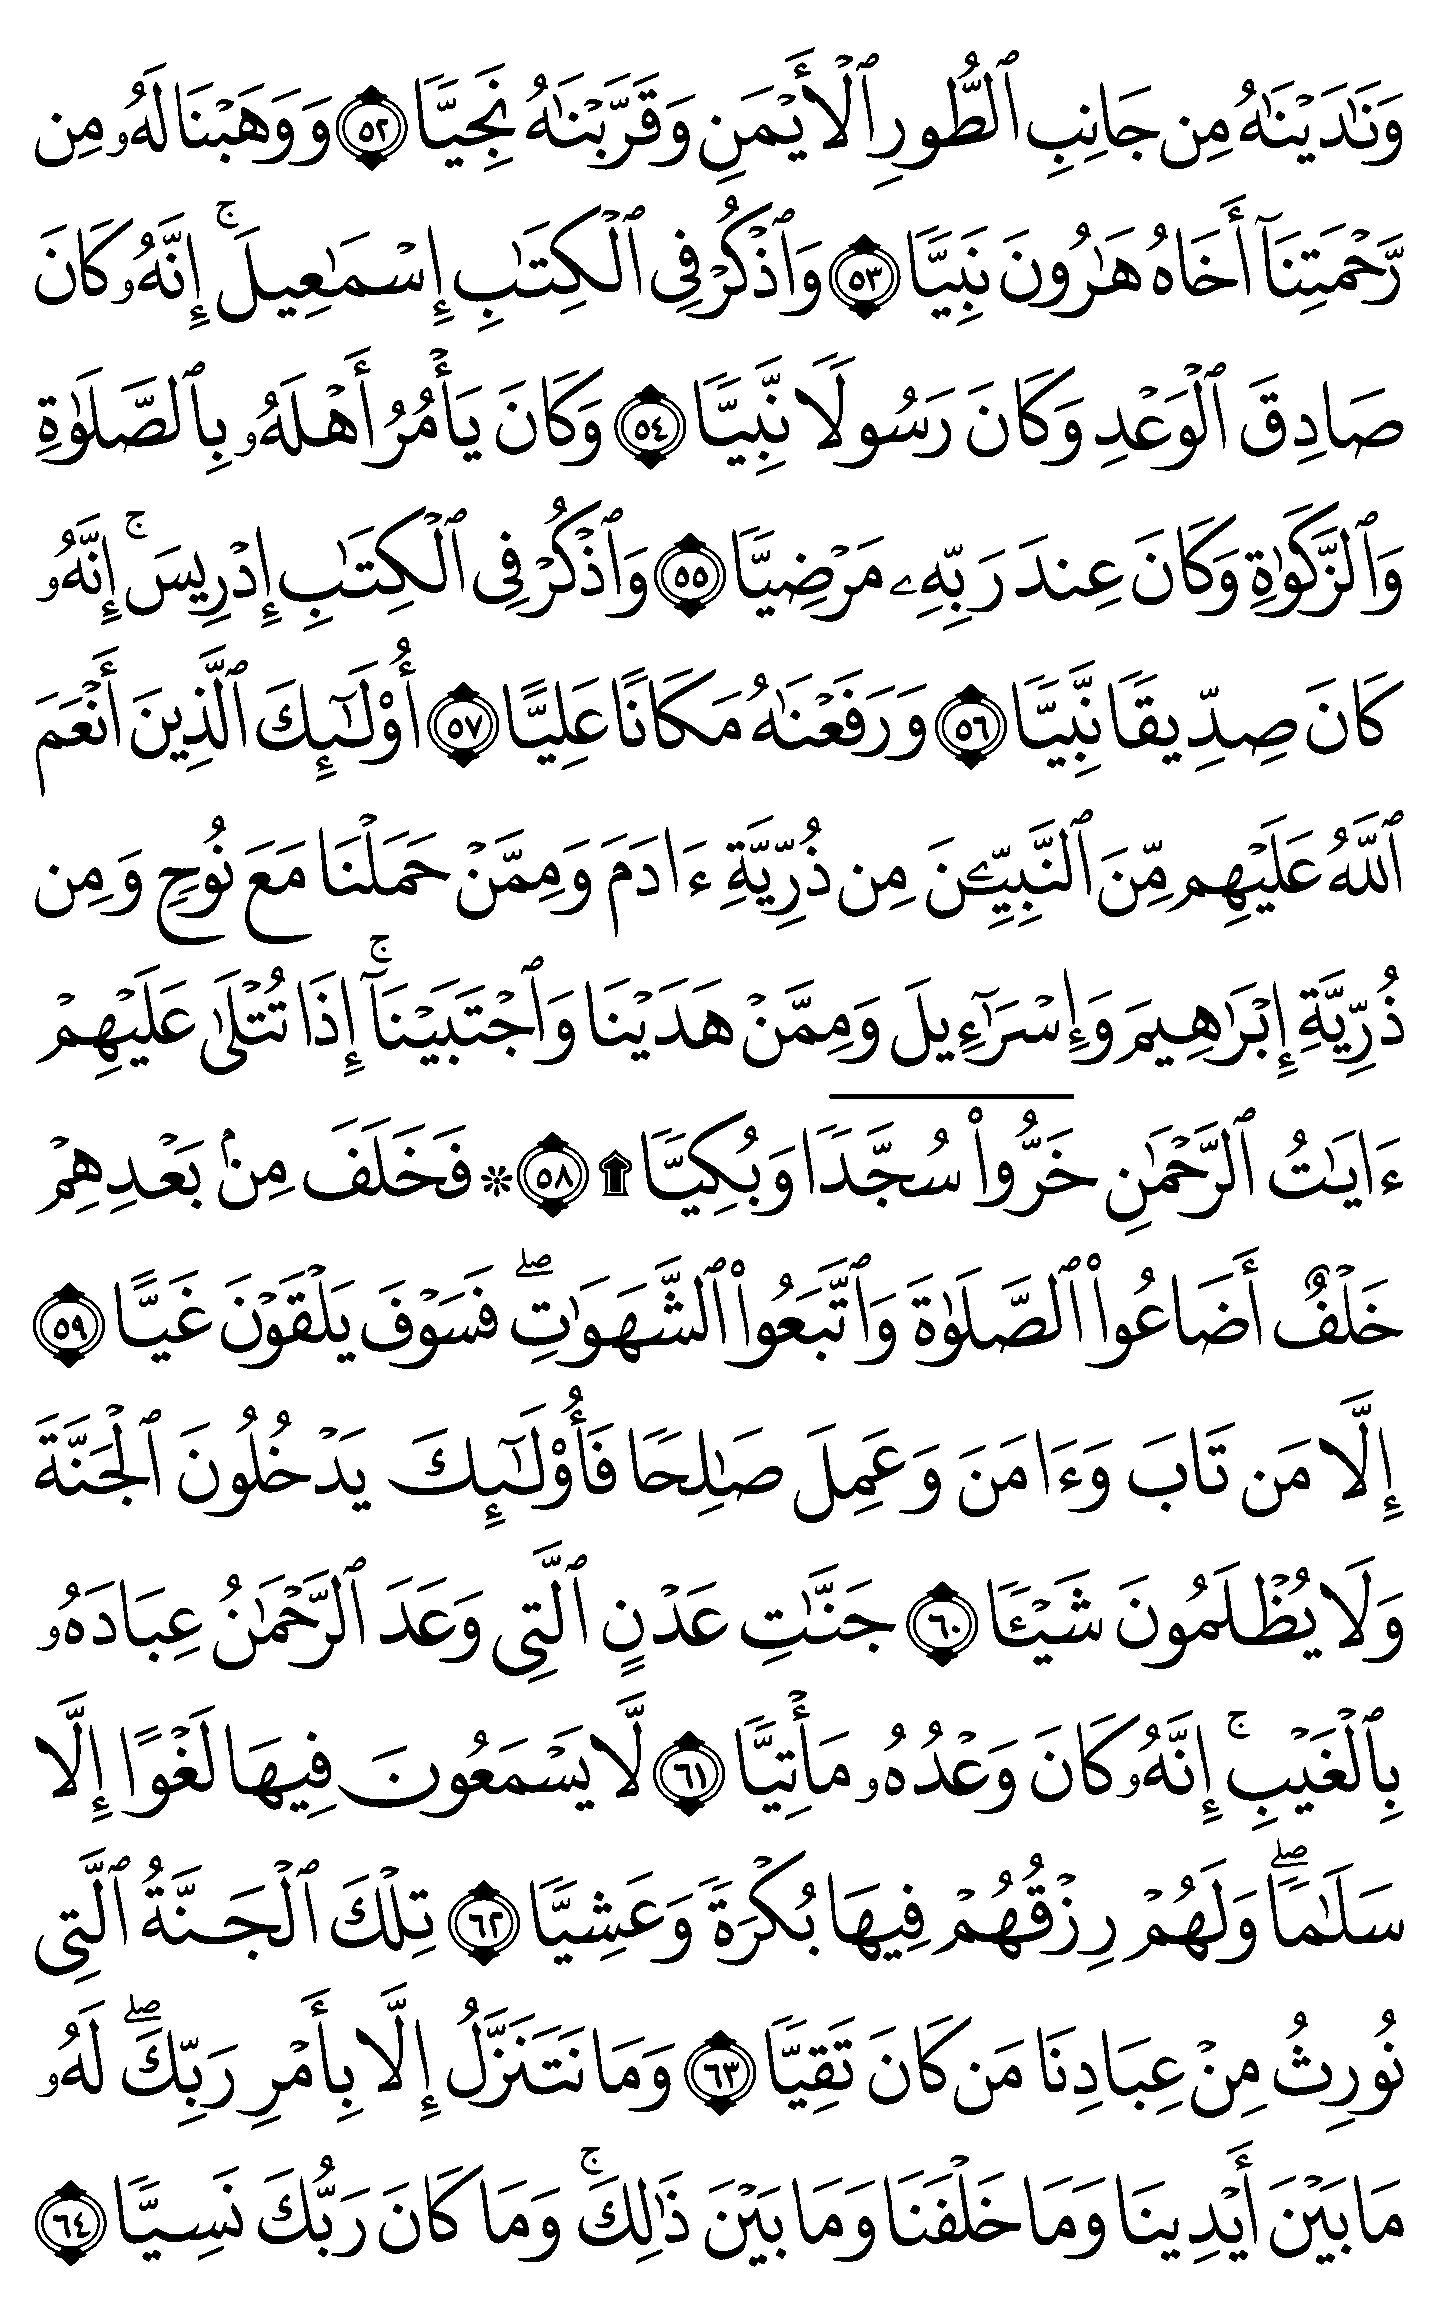 وَنَٰدَيْنَٰهُ مِن جَانِبِ ٱلطُّورِ ٱلْأَيْمَنِ وَقَرَّبْنَٰهُ نَجِيًّا ٥٢ وَوَهَبْنَا لَهُۥ مِن
رَّحْمَتِنَآ أَخَاهُ هَٰرُونَ نَبِيًّا ٥٣ وَٱذْكُرْ فِى ٱلْكِتَٰبِ إِسْمَٰعِيلَ ۚ إِنَّهُۥ كَانَ
صَادِقَ ٱلْوَعْدِ وَكَانَ رَسُولًا نَّبِيًّا ٥٤ وَكَانَ يَأْمُرُ أَهْلَهُۥ بِٱلصَّلَوٰةِ
وَٱلزَّكَوٰةِ وَكَانَ عِندَ رَبِّهِۦ مَرْضِيًّا ٥٥ وَٱذْكُرْ فِى ٱلْكِتَٰبِ إِدْرِيسَ ۚ إِنَّهُۥ
كَانَ صِدِّيقًا نَّبِيًّا ٥٦ وَرَفَعْنَٰهُ مَكَانًا عَلِيًّا ٥٧ أُو۟لَٰٓئِكَ ٱلَّذِينَ أَنْعَمَ
ٱللَّهُ عَلَيْهِم مِّنَ ٱلنَّبِيِّـۧنَ مِن ذُرِّيَّةِ ءَادَمَ وَمِمَّنْ حَمَلْنَا مَعَ نُوحٍ وَمِن
ذُرِّيَّةِ إِبْرَٰهِيمَ وَإِسْرَٰٓءِيلَ وَمِمَّنْ هَدَيْنَا وَٱجْتَبَيْنَآ ۚ إِذَا تُتْلَىٰ عَلَيْهِمْ
ءَايَٰتُ ٱلرَّحْمَٰنِ خَرُّوا۟ سُجَّدًا وَبُكِيًّا ۩ ٥٨ ۞ فَخَلَفَ مِنۢ بَعْدِهِمْ
خَلْفٌ أَضَاعُوا۟ ٱلصَّلَوٰةَ وَٱتَّبَعُوا۟ ٱلشَّهَوَٰتِ ۖ فَسَوْفَ يَلْقَوْنَ غَيًّا ٥٩
إِلَّا مَن تَابَ وَءَامَنَ وَعَمِلَ صَٰلِحًا فَأُو۟لَٰٓئِكَ يَدْخُلُونَ ٱلْجَنَّةَ
وَلَا يُظْلَمُونَ شَيْـًٔا ٦٠ جَنَّٰتِ عَدْنٍ ٱلَّتِى وَعَدَ ٱلرَّحْمَٰنُ عِبَادَهُۥ
بِٱلْغَيْبِ ۚ إِنَّهُۥ كَانَ وَعْدُهُۥ مَأْتِيًّا ٦١ لَّا يَسْمَعُونَ فِيهَا لَغْوًا إِلَّا
سَلَٰمًا ۖ وَلَهُمْ رِزْقُهُمْ فِيهَا بُكْرَةً وَعَشِيًّا ٦٢ تِلْكَ ٱلْجَنَّةُ ٱلَّتِى
نُورِثُ مِنْ عِبَادِنَا مَن كَانَ تَقِيًّا ٦٣ وَمَا نَتَنَزَّلُ إِلَّا بِأَمْرِ رَبِّكَ ۖ لَهُۥ
مَا بَيْنَ أَيْدِينَا وَمَا خَلْفَنَا وَمَا بَيْنَ ذَٰلِكَ ۚ وَمَا كَانَ رَبُّكَ نَسِيًّا ٦٤